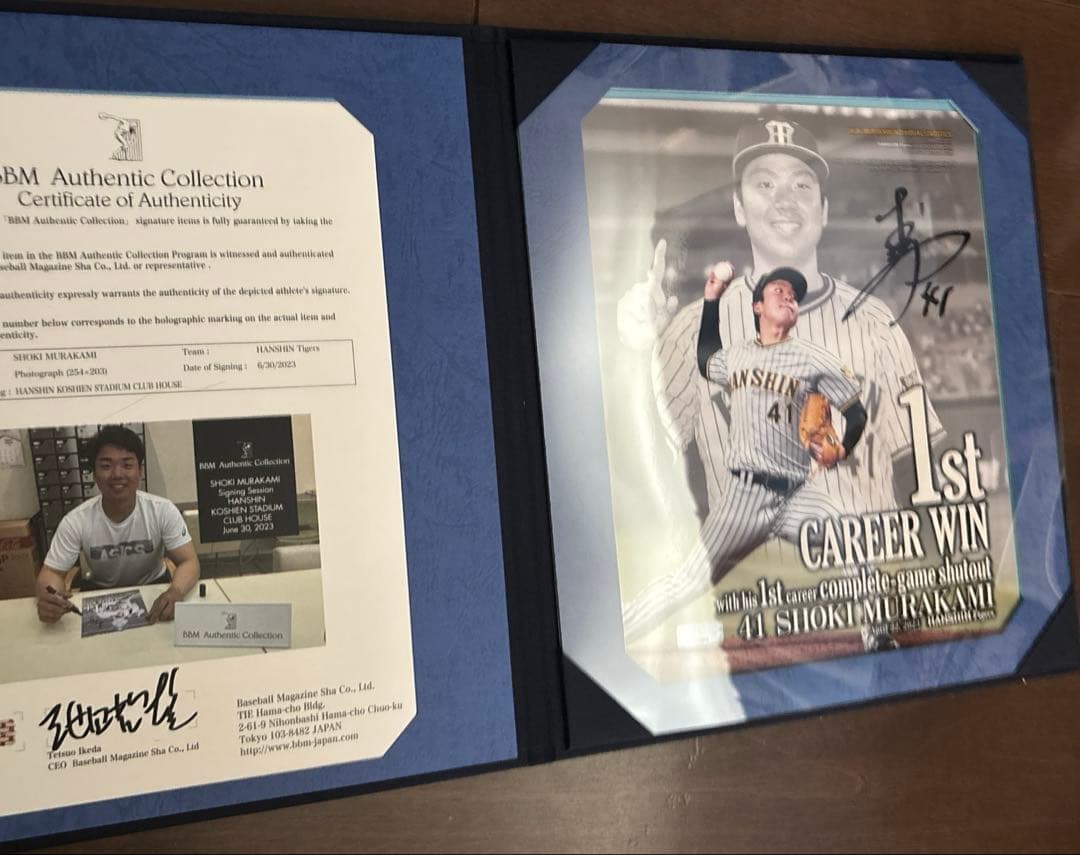 BBM Authentic Collection
Certificate of Authenticity
「BBM Authentic Collection」 signature items is fully guaranteed by taking the
item in the BBM Authentic Collection Program is witnessed and authenticated
seball Magazine Sha Co., Ltd. or representative .
authenticity expressly warrants the authenticity of the depicted athlete's signature.
number below corresponds to the holographic marking on the actual item and
enticity.
SHOKI MURAKAMI Team : HANSHIN Tigers
Photograph (254×203) Date of Signing : 6/30/2023
g : HANSHIN KOSHIEN STADIUM CLUB HOUSE
BBM Authentic Collection
SHOKI MURAKAMI
Signing Session
HANSHIN
KOSHIEN STADIUM
CLUB HOUSE
June 30, 2023
asics
BBM Authentic Collection
Tetsuo Ikeda
CEO Baseball Magazine Sha Co., Ltd
Baseball Magazine Sha Co., Ltd.
TIE Hama-cho Bldg.
2-61-9 Nihonbashi Hama-cho Chuo-ku
Tokyo 103-8482 JAPAN
http://www.bbm-japan.com
41
HANSHIN
41
1st
CAREER WIN
with his 1st career complete-game shutout
41 SHOKI MURAKAMI
HANSHIN Tigers